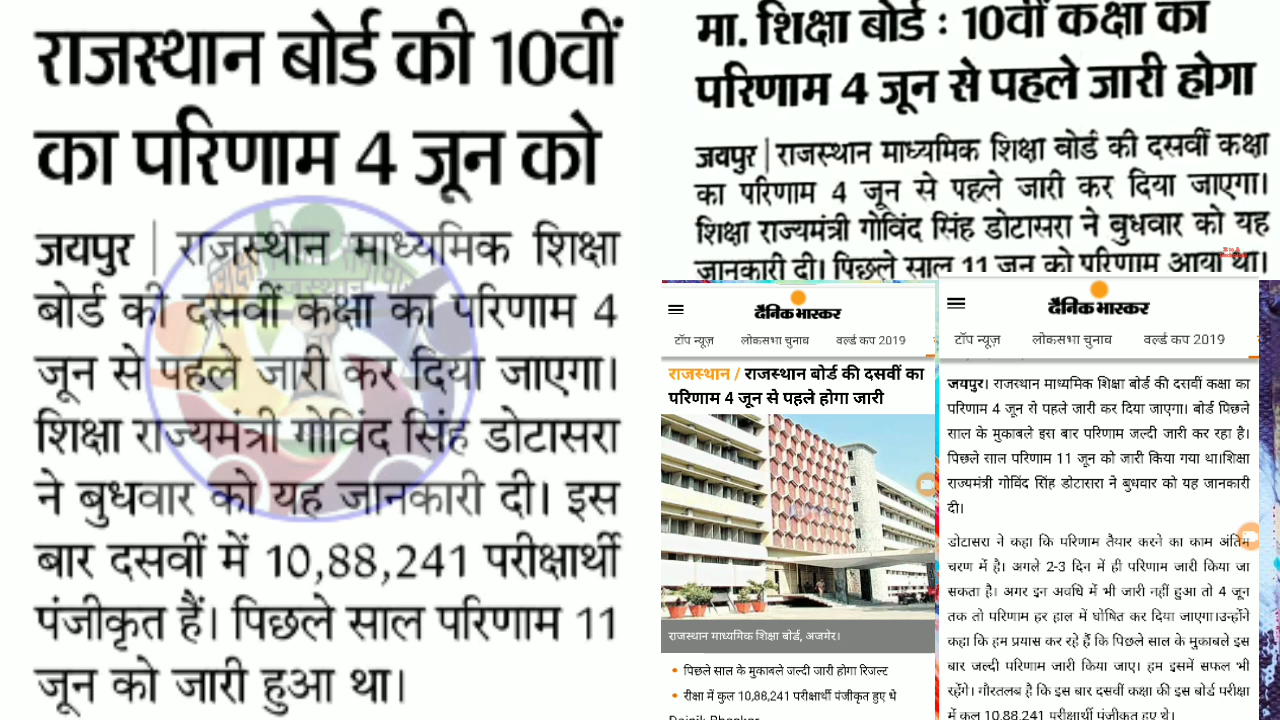 राजस्थान बोर्ड की 10वीं
का परिणाम 4 जून को
जयपुर | राजस्थान माध्यमिक शिक्षा
बोर्ड की दसवीं कक्षा का परिणाम 4
जून से पहले जारी कर दिया जाएगा।
शिक्षा राज्यमंत्री गोविंद सिंह डोटासरा
ने बुधवार को यह जानकारी दी। इस
बार दसवीं में 10,88,241 परीक्षार्थी
पंजीकृत हैं। पिछले साल परिणाम 11
जून को जारी हुआ था।
मा. शिक्षा बोर्ड : 10वीं कक्षा का
परिणाम 4 जून से पहले जारी होगा
जयपुर | राजस्थान माध्यमिक शिक्षा बोर्ड की दसवीं कक्षा
का परिणाम 4 जून से पहले जारी कर दिया जाएगा।
शिक्षा राज्यमंत्री गोविंद सिंह डोटासरा ने बुधवार को यह
जानकारी दी। पिछले साल 11 जून को परिणाम आया था।
दैनिक भास्कर
टॉप न्यूज़ लोकसभा चुनाव वर्ल्ड कप 2019
राजस्थान / राजस्थान बोर्ड की दसवीं का
परिणाम 4 जून से पहले होगा जारी
राजस्थान माध्यमिक शिक्षा बोर्ड, अजमेर।
• पिछले साल के मुकाबले जल्दी जारी होगा रिजल्ट
• रीक्षा में कुल 10,88,241 परीक्षार्थी पंजीकृत हुए थे
Dainik Bhaskar
दैनिक भास्कर
टॉप न्यूज़ लोकसभा चुनाव वर्ल्ड कप 2019
जयपुर। राजस्थान माध्यमिक शिक्षा बोर्ड की दसवीं कक्षा का
परिणाम 4 जून से पहले जारी कर दिया जाएगा। बोर्ड पिछले
साल के मुकाबले इस बार परिणाम जल्दी जारी कर रहा है।
पिछले साल परिणाम 11 जून को जारी किया गया था।शिक्षा
राज्यमंत्री गोविंद सिंह डोटासरा ने बुधवार को यह जानकारी
दी।
डोटासरा ने कहा कि परिणाम तैयार करने का काम अंतिम
चरण में है। अगले 2-3 दिन में ही परिणाम जारी किया जा
सकता है। अगर इन अवधि में भी जारी नहीं हुआ तो 4 जून
तक तो परिणाम हर हाल में घोषित कर दिया जाएगा।उन्होंने
कहा कि हम प्रयास कर रहे हैं कि पिछले साल के मुकाबले इस
बार जल्दी परिणाम जारी किया जाए। हम इसमें सफल भी
रहेंगे। गौरतलब है कि इस बार दसवीं कक्षा की इस बोर्ड परीक्षा
में कुल 10,88,241 परीक्षार्थी पंजीकृत हुए थे।